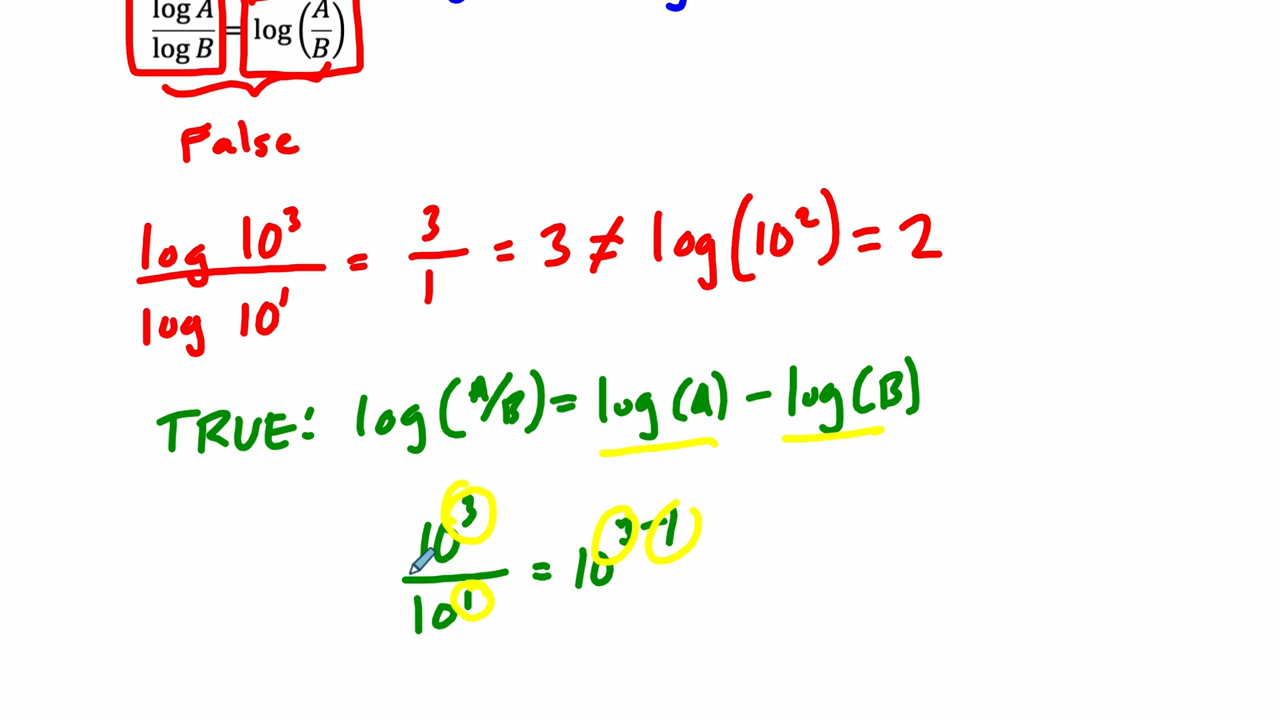 log A / log B = log (A/B)
False
log 10³ / log 10¹ = 3/1 = 3 ≠ log(10²) = 2
TRUE: log(A/B) = log(A) - log(B)
10³ / 10¹ = 10³⁻¹